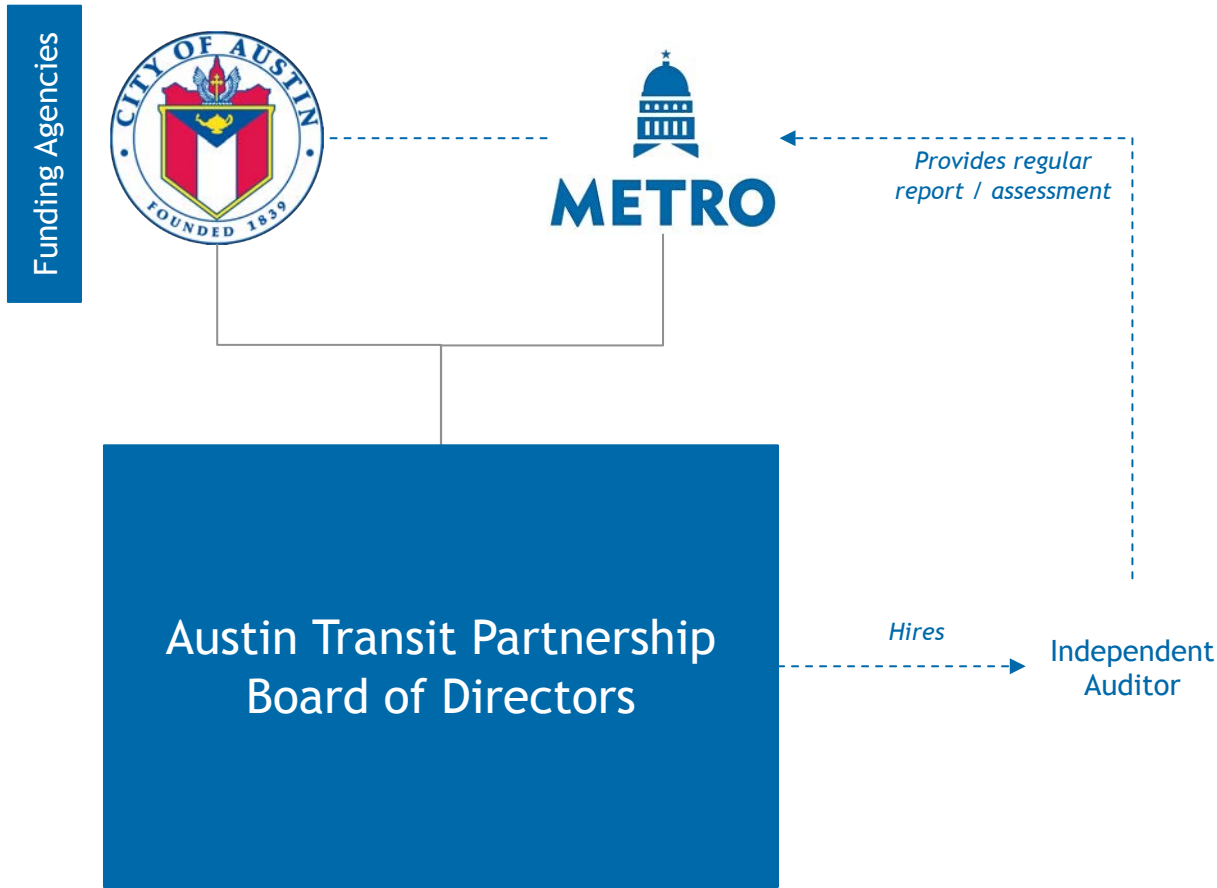 Funding Agencies
CITY OF AUSTIN
FOUNDED 1839
METRO
Provides regular
report / assessment
Austin Transit Partnership
Board of Directors
Hires
Independent
Auditor